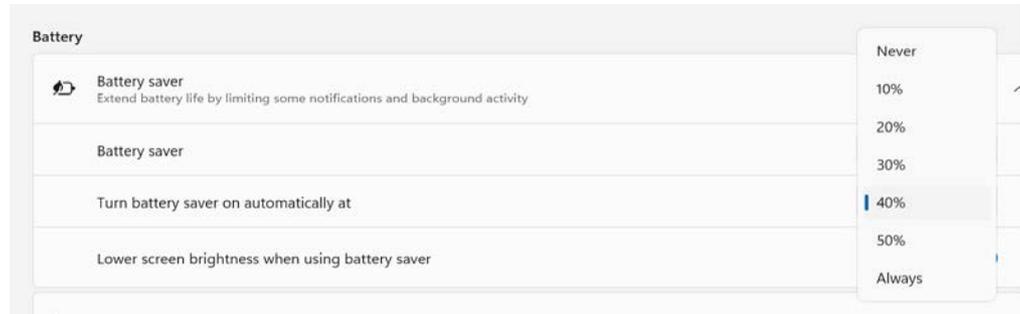 Battery
Battery saver
Extend battery life by limiting some notifications and background activity
Battery saver
Turn battery saver on automatically at
Lower screen brightness when using battery saver
Never
10%
20%
30%
40%
50%
Always